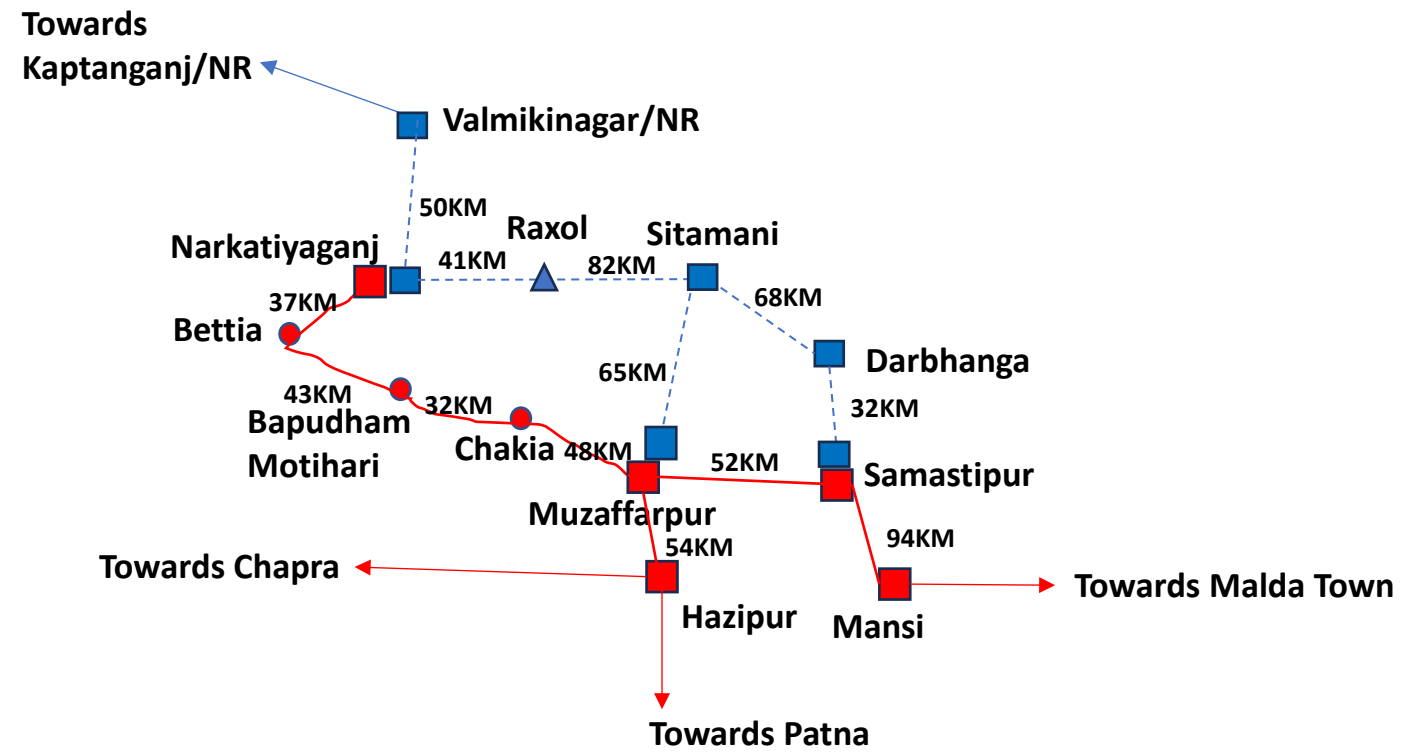 Towards
Kaptanganj/NR
Valmikinagar/NR
50KM
Raxol
Sitamani
Narkatiyaganj
41KM
82KM
37KM
68KM
Bettia
Darbhanga
65KM
43KM
32KM
32KM
Bapudham
Motihari
Chakia
48KM
52KM
Samastipur
Muzaffarpur
94KM
54KM
Towards Chapra
Towards Malda Town
Hazipur
Mansi
Towards Patna